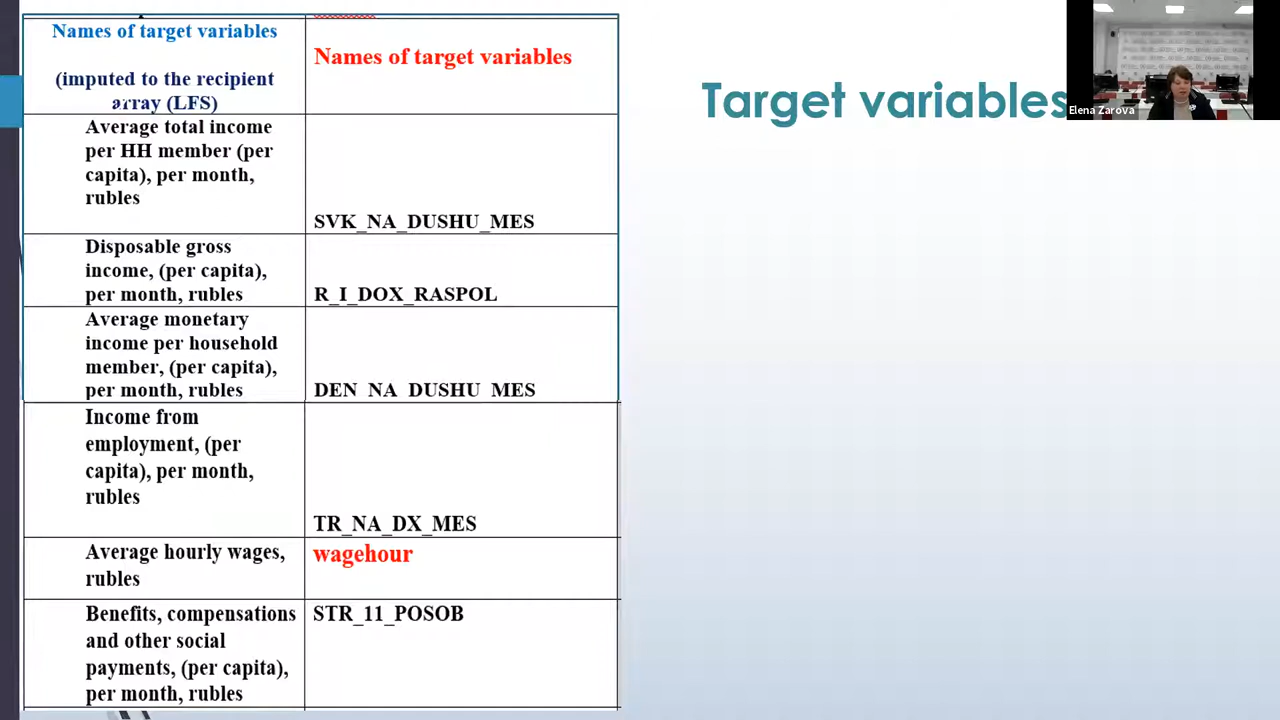 Names of target variables
(imputed to the recipient
array (LFS)
Names of target variables
Average total income
per HH member (per
capita), per month,
rubles
SVK_NA_DUSHU_MES
Disposable gross
income, (per capita),
per month, rubles
R_I_DOX_RASPOL
Average monetary
income per household
member, (per capita),
per month, rubles
DEN_NA_DUSHU_MES
Income from
employment, (per
capita), per month,
rubles
TR_NA_DX_MES
Average hourly wages,
rubles
wagehour
Benefits, compensations
and other social
payments, (per capita),
per month, rubles
STR_11_POSOB
Target variables
Elena Zarova